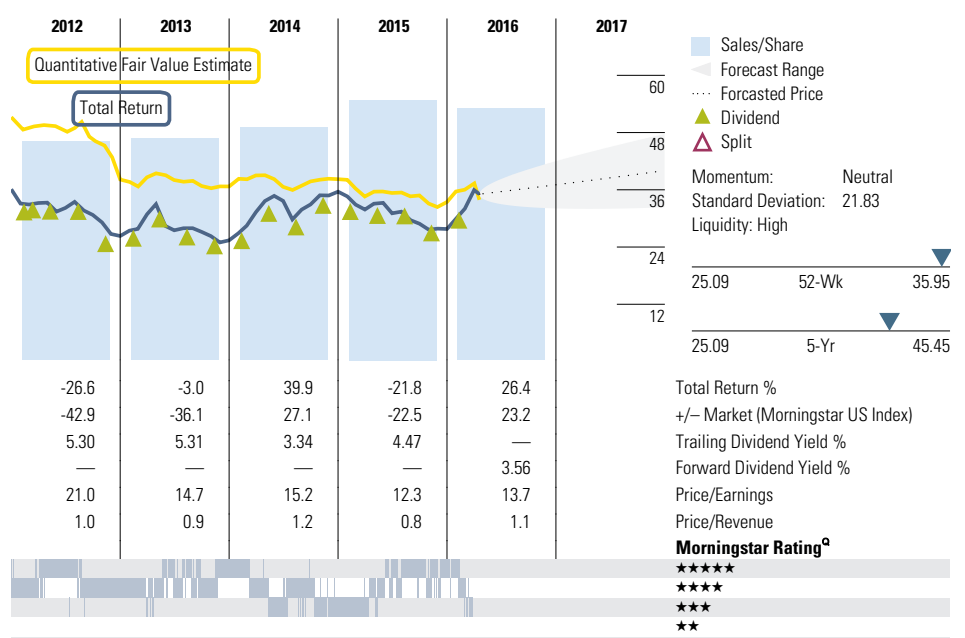 2012 2013 2014 2015 2016 2017
Quantitative Fair Value Estimate
Total Return
60
48
36
24
12
Sales/Share
Forecast Range
Forcasted Price
Dividend
Split
Momentum: Neutral
Standard Deviation: 21.83
Liquidity: High
25.09 52-Wk 35.95
25.09 5-Yr 45.45
-26.6 -3.0 39.9 -21.8 26.4 Total Return %
-42.9 -36.1 27.1 -22.5 23.2 +/– Market (Morningstar US Index)
5.30 5.31 3.34 4.47 — Trailing Dividend Yield %
— — — — 3.56 Forward Dividend Yield %
21.0 14.7 15.2 12.3 13.7 Price/Earnings
1.0 0.9 1.2 0.8 1.1 Price/Revenue
Morningstar RatingQ
★★★★★
★★★★
★★★
★★